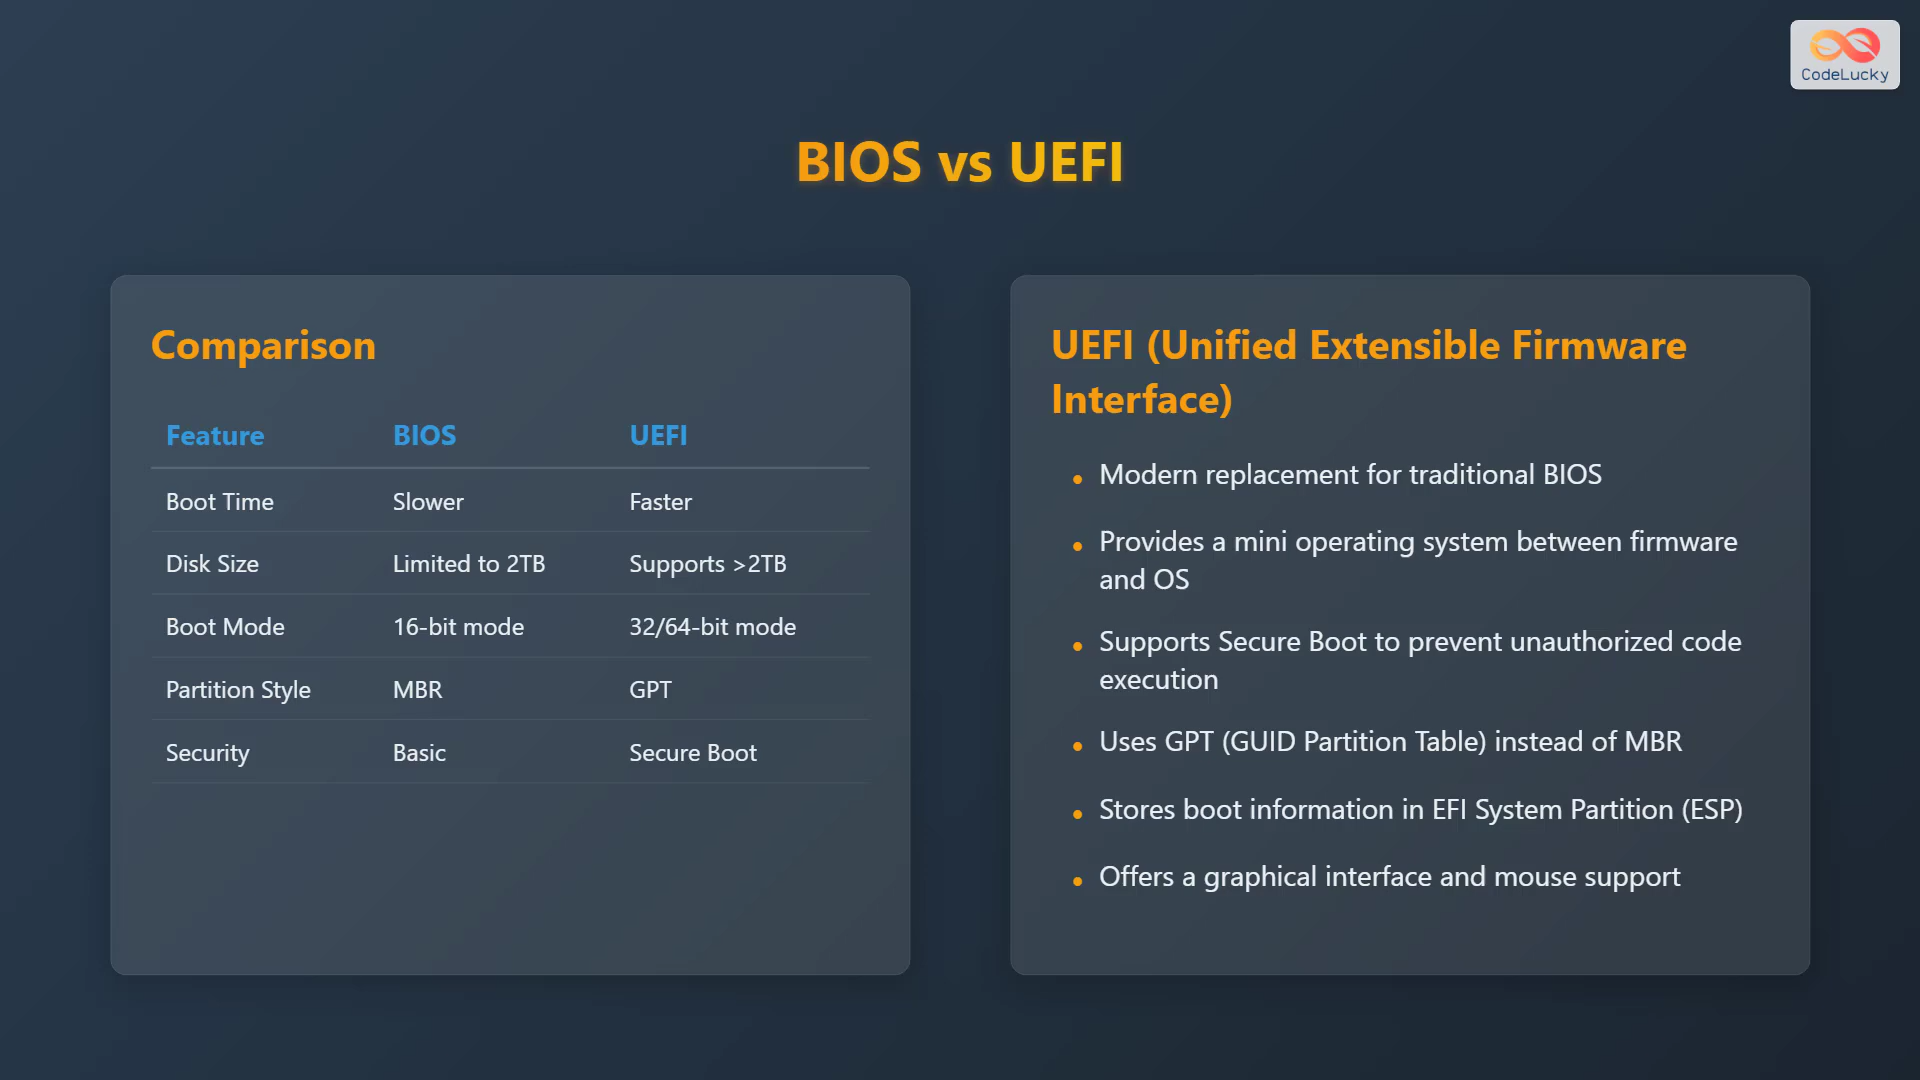 CodeLucky
BIOS vs UEFI
Comparison
Feature BIOS UEFI
Boot Time Slower Faster
Disk Size Limited to 2TB Supports >2TB
Boot Mode 16-bit mode 32/64-bit mode
Partition Style MBR GPT
Security Basic Secure Boot
UEFI (Unified Extensible Firmware
Interface)
• Modern replacement for traditional BIOS
• Provides a mini operating system between firmware
and OS
• Supports Secure Boot to prevent unauthorized code
execution
• Uses GPT (GUID Partition Table) instead of MBR
• Stores boot information in EFI System Partition (ESP)
• Offers a graphical interface and mouse support